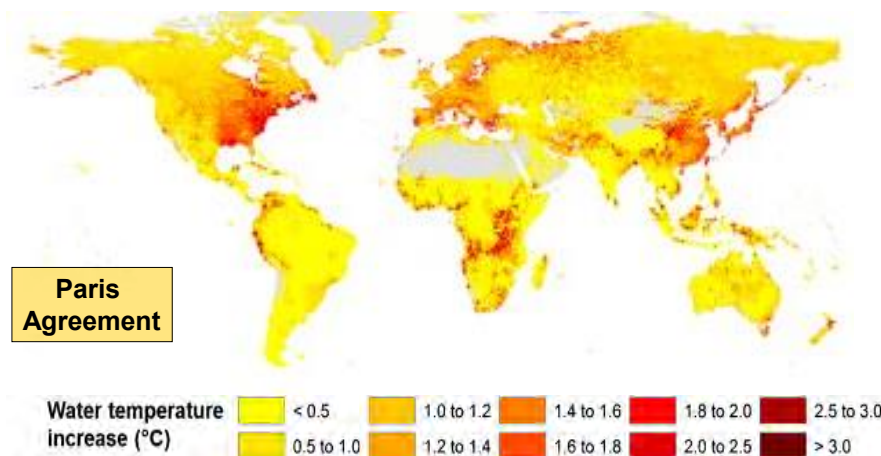 Paris
Agreement
Water temperature
increase (°C)
< 0.5
1.0 to 1.2
1.4 to 1.6
1.8 to 2.0
2.5 to 3.0
0.5 to 1.0
1.2 to 1.4
1.6 to 1.8
2.0 to 2.5
> 3.0